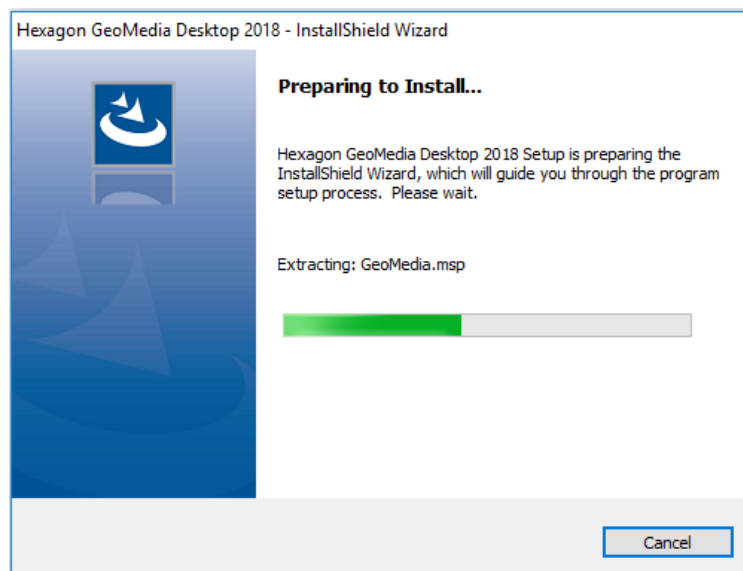 Hexagon GeoMedia Desktop 2018 - InstallShield Wizard
Preparing to Install...
Hexagon GeoMedia Desktop 2018 Setup is preparing the
InstallShield Wizard, which will guide you through the program
setup process.  Please wait.
Extracting: GeoMedia.msp
Cancel